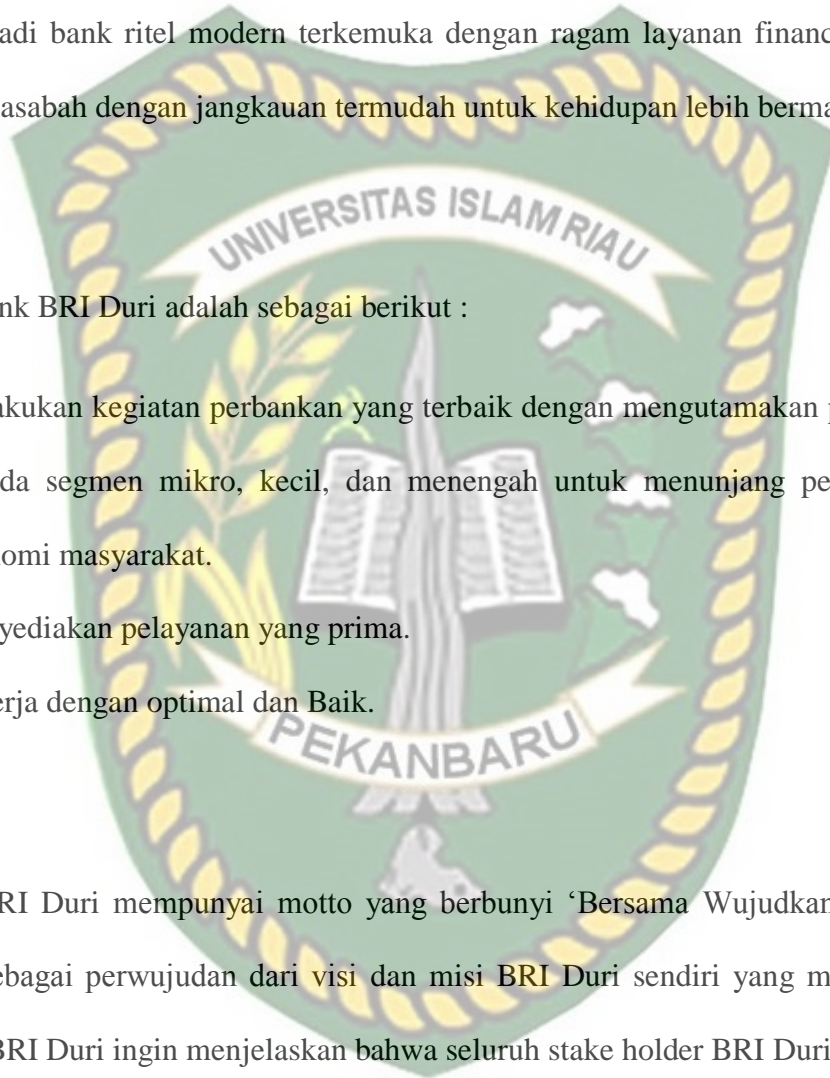 adi bank ritel modern terkemuka dengan ragam layanan financ
asabah dengan jangkauan termudah untuk kehidupan lebih berma
UNIVERSITAS ISLAM RIAU
nk BRI Duri adalah sebagai berikut :
akukan kegiatan perbankan yang terbaik dengan mengutamakan p
da segmen mikro, kecil, dan menengah untuk menunjang pe
omi masyarakat.
yediakan pelayanan yang prima.
erja dengan optimal dan Baik.
PEKANBARU
RI Duri mempunyai motto yang berbunyi ‘Bersama Wujudkan
ebagai perwujudan dari visi dan misi BRI Duri sendiri yang m
BRI Duri ingin menjelaskan bahwa seluruh stake holder BRI Duri